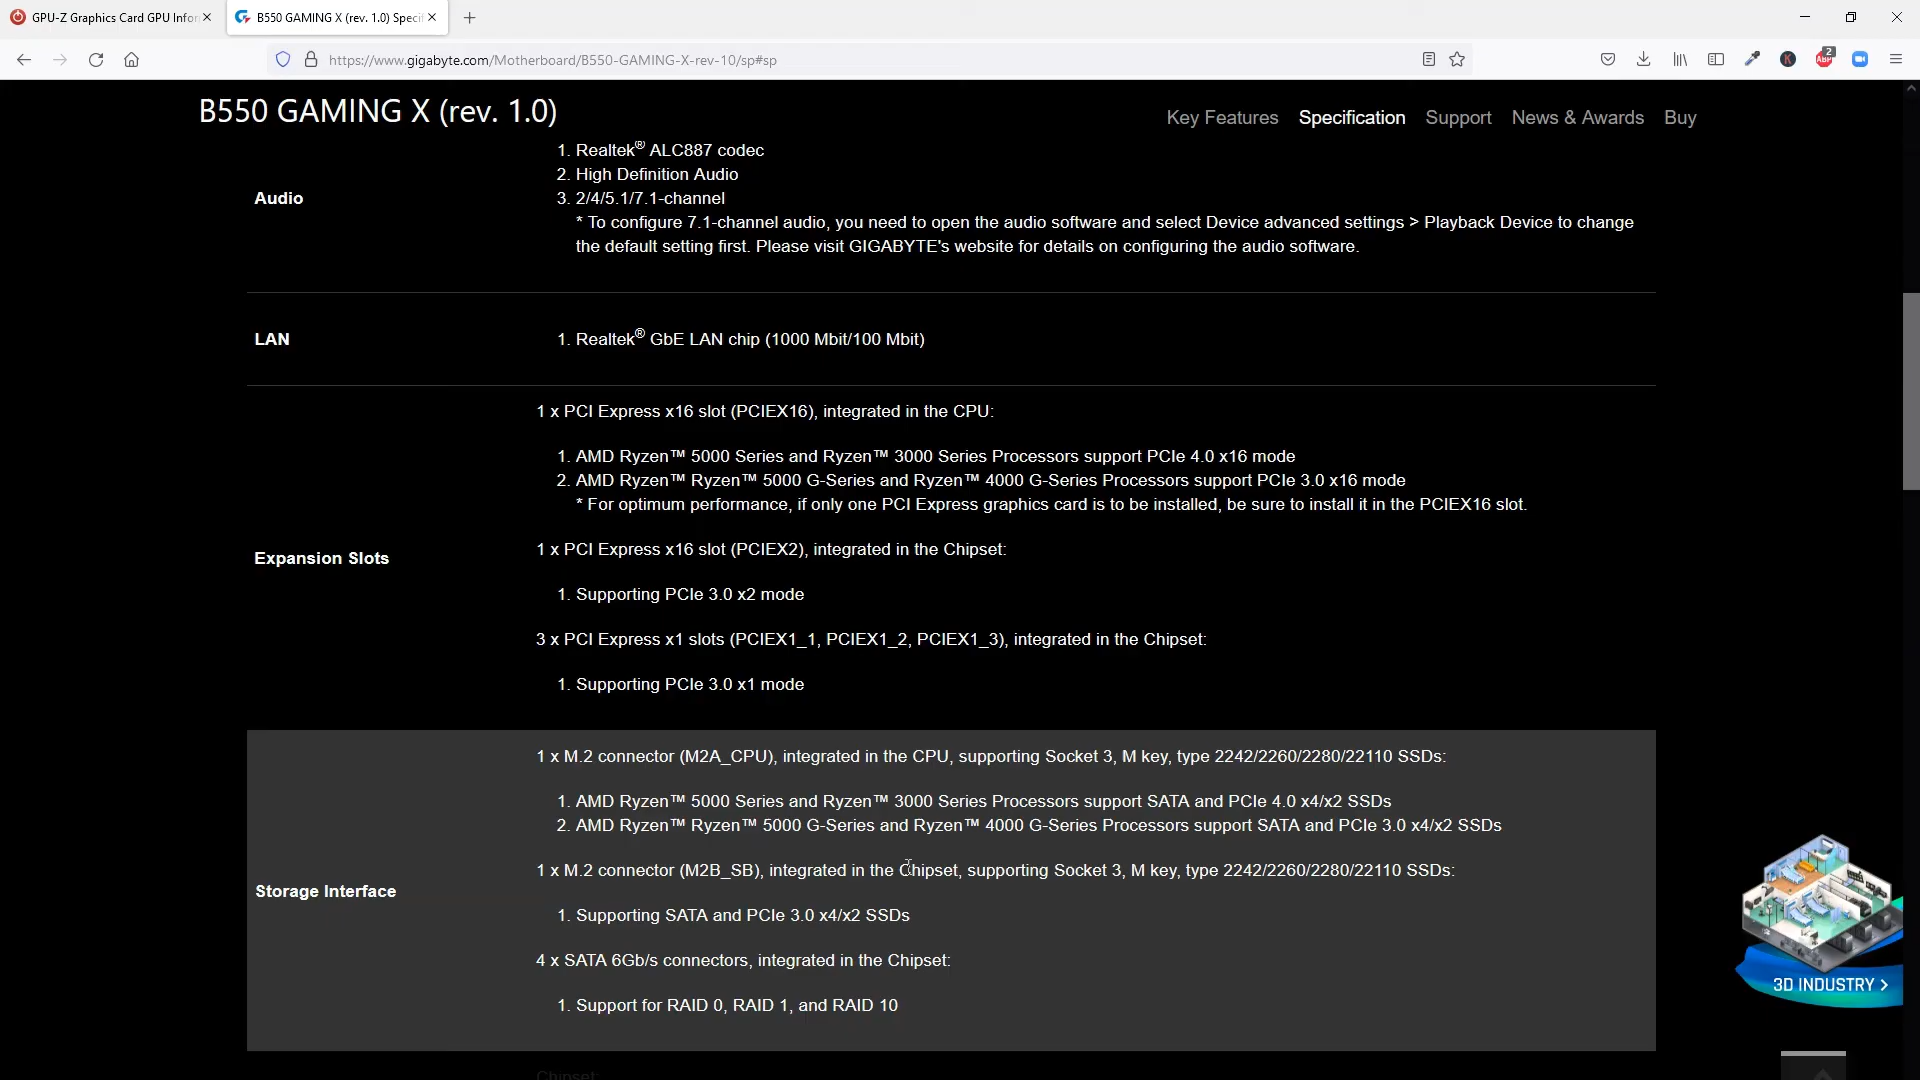 GPU-Z Graphics Card GPU Infor
B550 GAMING X (rev. 1.0) Specif
https://www.gigabyte.com/Motherboard/B550-GAMING-X-rev-10/sp#sp
2
K
ABP
B550 GAMING X (rev. 1.0)
Key Features
Specification
Support
News & Awards
Buy
Audio
1. Realtek® ALC887 codec
2. High Definition Audio
3. 2/4/5.1/7.1-channel
* To configure 7.1-channel audio, you need to open the audio software and select Device advanced settings > Playback Device to change
the default setting first. Please visit GIGABYTE's website for details on configuring the audio software.
LAN
1. Realtek® GbE LAN chip (1000 Mbit/100 Mbit)
Expansion Slots
1 x PCI Express x16 slot (PCIEX16), integrated in the CPU:
1. AMD Ryzen™ 5000 Series and Ryzen™ 3000 Series Processors support PCIe 4.0 x16 mode
2. AMD Ryzen™ Ryzen™ 5000 G-Series and Ryzen™ 4000 G-Series Processors support PCIe 3.0 x16 mode
* For optimum performance, if only one PCI Express graphics card is to be installed, be sure to install it in the PCIEX16 slot.
1 x PCI Express x16 slot (PCIEX2), integrated in the Chipset:
1. Supporting PCIe 3.0 x2 mode
3 x PCI Express x1 slots (PCIEX1_1, PCIEX1_2, PCIEX1_3), integrated in the Chipset:
1. Supporting PCIe 3.0 x1 mode
Storage Interface
1 x M.2 connector (M2A_CPU), integrated in the CPU, supporting Socket 3, M key, type 2242/2260/2280/22110 SSDs:
1. AMD Ryzen™ 5000 Series and Ryzen™ 3000 Series Processors support SATA and PCIe 4.0 x4/x2 SSDs
2. AMD Ryzen™ Ryzen™ 5000 G-Series and Ryzen™ 4000 G-Series Processors support SATA and PCIe 3.0 x4/x2 SSDs
1 x M.2 connector (M2B_SB), integrated in the Chipset, supporting Socket 3, M key, type 2242/2260/2280/22110 SSDs:
1. Supporting SATA and PCIe 3.0 x4/x2 SSDs
4 x SATA 6Gb/s connectors, integrated in the Chipset:
1. Support for RAID 0, RAID 1, and RAID 10
3D INDUSTRY >
Chipset: